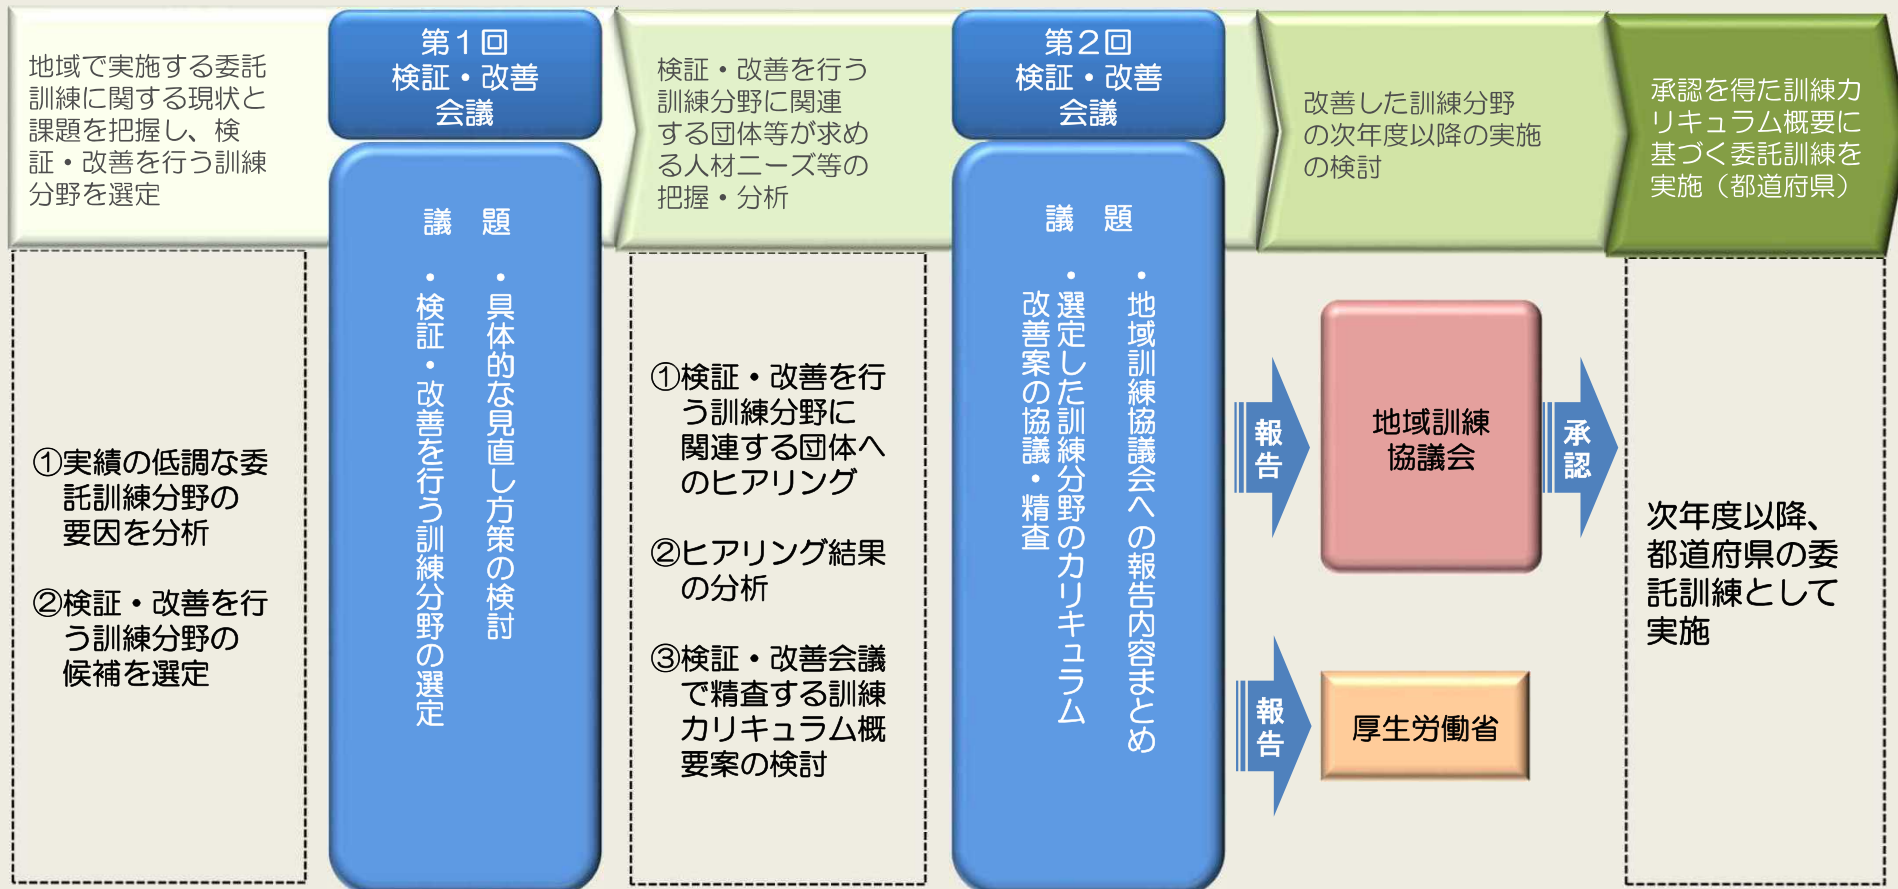 地域で実施する委託
訓練に関する現状と
課題を把握し、検
証・改善を行う訓練
分野を選定
①実績の低調な委
託訓練分野の
要因を分析
②検証・改善を行
う訓練分野の
候補を選定
第１回
検証・改善
会議
議　題
・具体的な見直し方策の検討
・検証・改善を行う訓練分野の選定
検証・改善を行う
訓練分野に関連
する団体等が求め
る人材ニーズ等の
把握・分析
①検証・改善を行
う訓練分野に
関連する団体へ
のヒアリング
②ヒアリング結果
の分析
③検証・改善会議
で精査する訓練
カリキュラム概
要案の検討
第２回
検証・改善
会議
議　題
・地域訓練協議会への報告内容まとめ
・選定した訓練分野のカリキュラム
改善案の協議・精査
改善した訓練分野
の次年度以降の実施
の検討
報告
地域訓練
協議会
承認
報告
厚生労働省
承認を得た訓練カ
リキュラム概要に
基づく委託訓練を
実施（都道府県）
次年度以降、
都道府県の委
託訓練として
実施